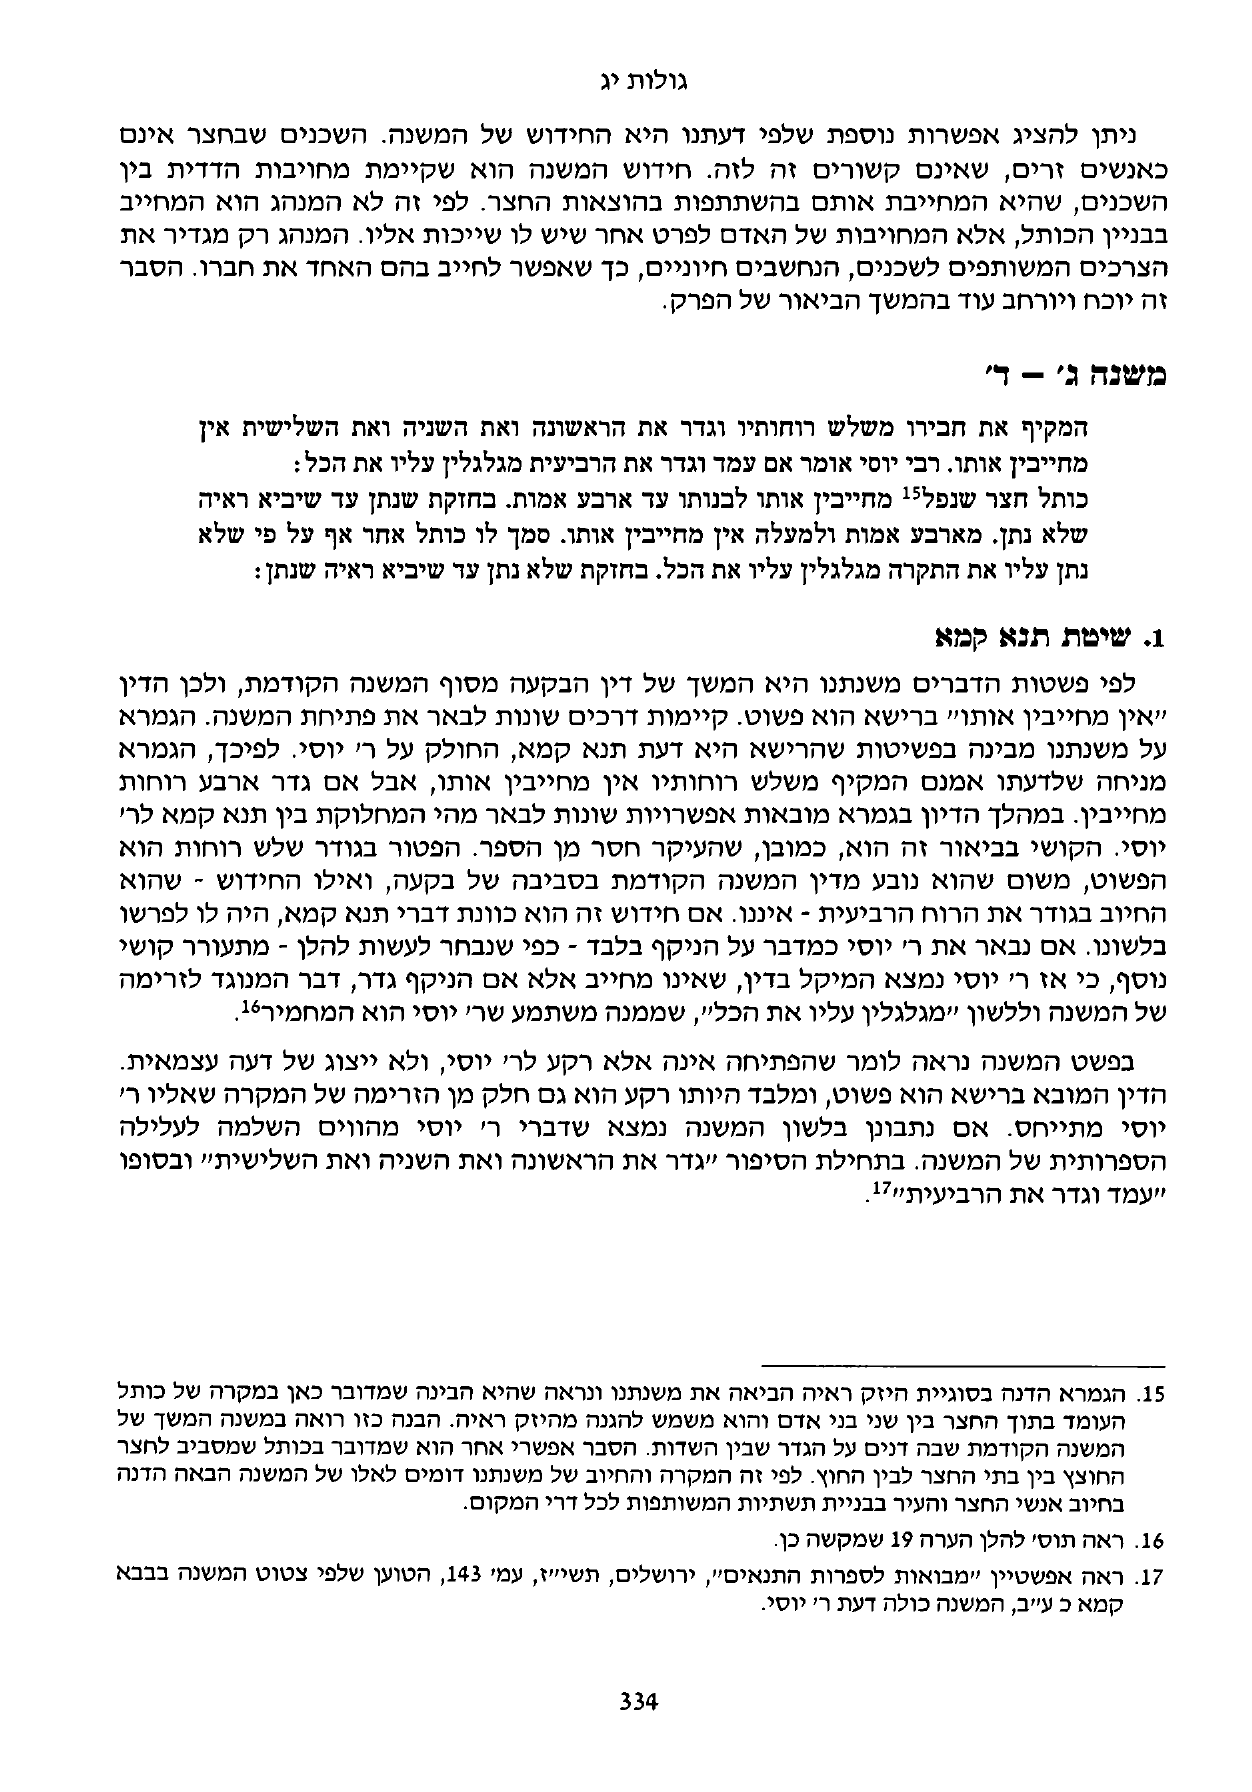 גולות יג
ניתן להציג אפשרות נוספת שלפי דעתנו היא החידוש של המשנה. השכנים שבחצר אינם
כאנשים זרים, שאינם קשורים זה לזה. חידוש המשנה הוא שקיימת מחויבות הדדית בין
השכנים, שהיא המחייבת אותם בהשתתפות בהוצאות החצר. לפי זה לא המנהג הוא המחייב
בבניין הכותל, אלא המחויבות של האדם לפרט אחר שיש לו שייכות אליו. המנהג רק מגדיר את
הצרכים המשותפים לשכנים, הנחשבים חיוניים, כך שאפשר לחייב בהם האחד את חברו. הסבר
זה יוכח ויורחב עוד בהמשך הביאור של הפרק.
משנה ג' – ד'
המקיף את חבירו משלש רוחותיו וגדר את הראשונה ואת השניה ואת השלישית אין
מחייבין אותו. רבי יוסי אומר אם עמד וגדר את הרביעית מגלגלין עליו את הכל:
כותל חצר שנפל15 מחייבין אותו לבנותו עד ארבע אמות. בחזקת שנתן עד שיביא ראיה
שלא נתן. מארבע אמות ולמעלה אין מחייבין אותו. סמך לו כותל אחר אף על פי שלא
נתן עליו את התקרה מגלגלין עליו את הכל. בחזקת שלא נתן עד שיביא ראיה שנתן:
1. שיטת תנא קמא
לפי פשטות הדברים משנתנו היא המשך של דין הבקעה מסוף המשנה הקודמת, ולכן הדין
"אין מחייבין אותו" ברישא הוא פשוט. קיימות דרכים שונות לבאר את פתיחת המשנה. הגמרא
על משנתנו מבינה בפשיטות שהרישא היא דעת תנא קמא, החולק על ר' יוסי. לפיכך, הגמרא
מניחה שלדעתו אמנם המקיף משלש רוחותיו אין מחייבין אותו, אבל אם גדר ארבע רוחות
מחייבין. במהלך הדיון בגמרא מובאות אפשרויות שונות לבאר מהי המחלוקת בין תנא קמא לר'
יוסי. הקושי בביאור זה הוא, כמובן, שהעיקר חסר מן הספר. הפטור בגודר שלש רוחות הוא
הפשוט, משום שהוא נובע מדין המשנה הקודמת בסביבה של בקעה, ואילו החידוש - שהוא
החיוב בגודר את הרוח הרביעית - איננו. אם חידוש זה הוא כוונת דברי תנא קמא, היה לו לפרשו
בלשונו. אם נבאר את ר' יוסי כמדבר על הניקף בלבד - כפי שנבחר לעשות להלן - מתעורר קושי
נוסף, כי אז ר' יוסי נמצא המיקל בדין, שאינו מחייב אלא אם הניקף גדר, דבר המנוגד לזרימה
של המשנה וללשון "מגלגלין עליו את הכל", שממנה משתמע שר' יוסי הוא המחמיר16.
בפשט המשנה נראה לומר שהפתיחה אינה אלא רקע לר' יוסי, ולא ייצוג של דעה עצמאית.
הדין המובא ברישא הוא פשוט, ומלבד היותו רקע הוא גם חלק מן הזרימה של המקרה שאליו ר'
יוסי מתייחס. אם נתבונן בלשון המשנה נמצא שדברי ר' יוסי מהווים השלמה לעלילה
הספרותית של המשנה. בתחילת הסיפור "גדר את הראשונה ואת השניה ואת השלישית" ובסופו
"עמד וגדר את הרביעית"17.
15. הגמרא הדנה בסוגיית היזק ראיה הביאה את משנתנו ונראה שהיא הבינה שמדובר כאן במקרה של כותל
העומד בתוך החצר בין שני בני אדם והוא משמש להגנה מהיזק ראיה. הבנה כזו רואה במשנה המשך של
המשנה הקודמת שבה דנים על הגדר שבין השדות. הסבר אפשרי אחר הוא שמדובר בכותל שמסביב לחצר
החוצץ בין בתי החצר לבין החוץ. לפי זה המקרה והחיוב של משנתנו דומים לאלו של המשנה הבאה הדנה
בחיוב אנשי החצר והעיר בבניית תשתיות המשותפות לכל דרי המקום.
16. ראה תוס' להלן הערה 19 שמקשה כן.
17. ראה אפשטיין "מבואות לספרות התנאים", ירושלים, תשי"ז, עמ' 143, הטוען שלפי צטוט המשנה בבבא
קמא כ ע"ב, המשנה כולה דעת ר' יוסי.
334